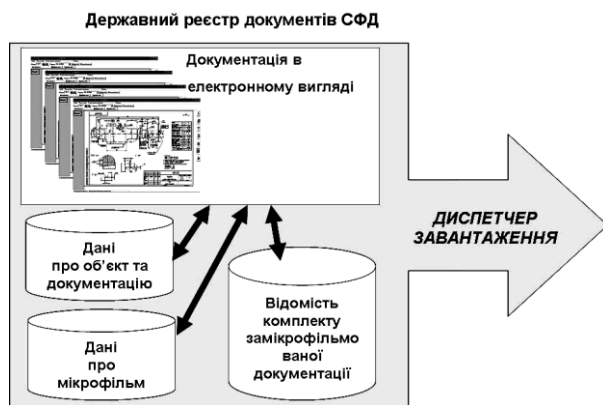 Державний реєстр документів СФД
Документація в
електронному вигляді
ДИСПЕТЧЕР
ЗАВАНТАЖЕННЯ
Дані
про об'єкт та
документацію
Відомість
комплекту
замікрофільмо
ваної
документації
Дані
про
мікрофільм